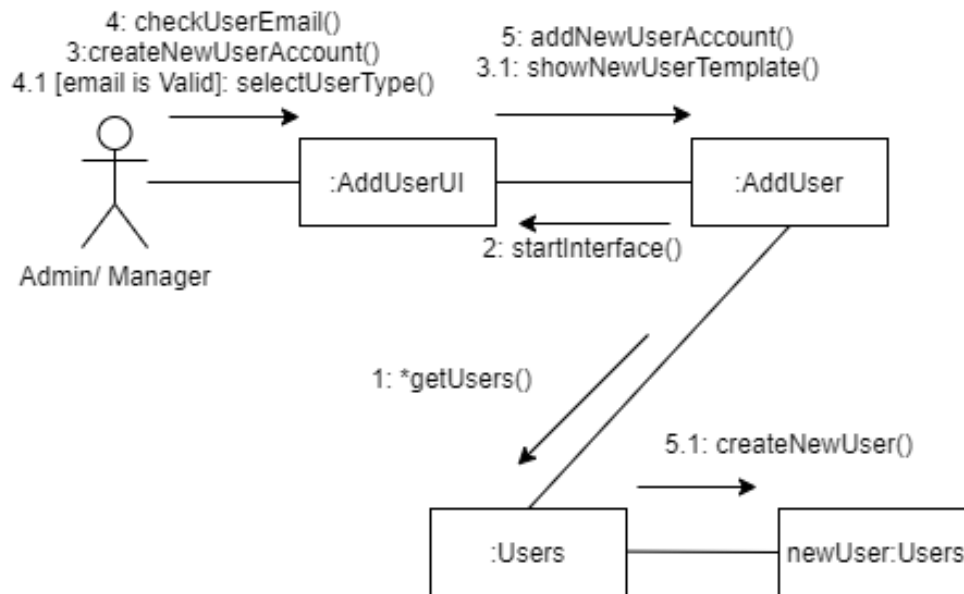 4: checkUserEmail()
3:createNewUserAccount()
4.1 [email is Valid]: selectUserType()
5: addNewUserAccount()
3.1: showNewUserTemplate()
:AddUserUI
:AddUser
2: startInterface()
Admin/ Manager
1: *getUsers()
5.1: createNewUser()
:Users
newUser:Users